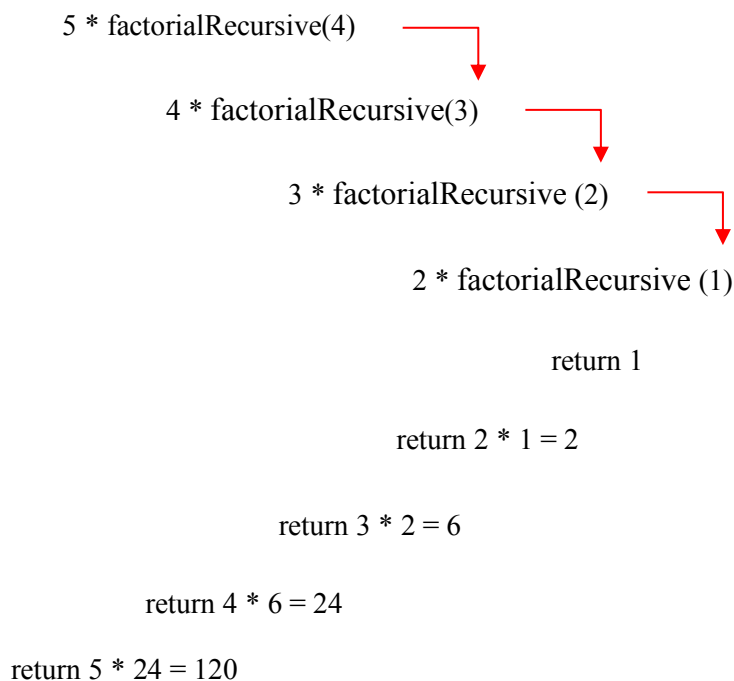 5 * factorialRecursive(4)
4 * factorialRecursive(3)
3 * factorialRecursive (2)
2 * factorialRecursive (1)
return 1
return 2 * 1 = 2
return 3 * 2 = 6
return 4 * 6 = 24
return 5 * 24 = 120